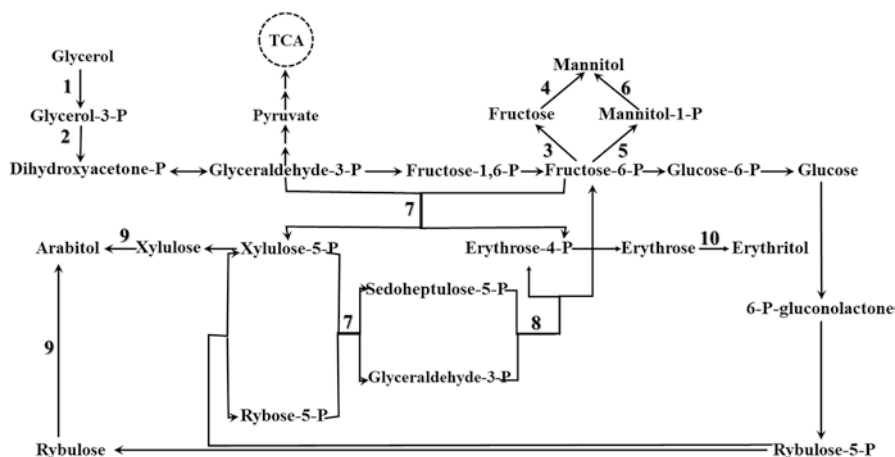 TCA
Glycerol
Mannitol
1
4
6
Glycerol-3-P
Pyruvate
Fructose
Mannitol-1-P
2
3
5
Dihydroxyacetone-P
Glyceraldehyde-3-P
Fructose-1,6-P
Fructose-6-P
Glucose-6-P
Glucose
7
Arabitol
9
Xylulose
Xylulose-5-P
Erythrose-4-P
Erythrose
10
Erythritol
Sedoheptulose-5-P
6-P-gluconolactone
9
7
8
Glyceraldehyde-3-P
Rybose-5-P
Rybulose
Rybulose-5-P